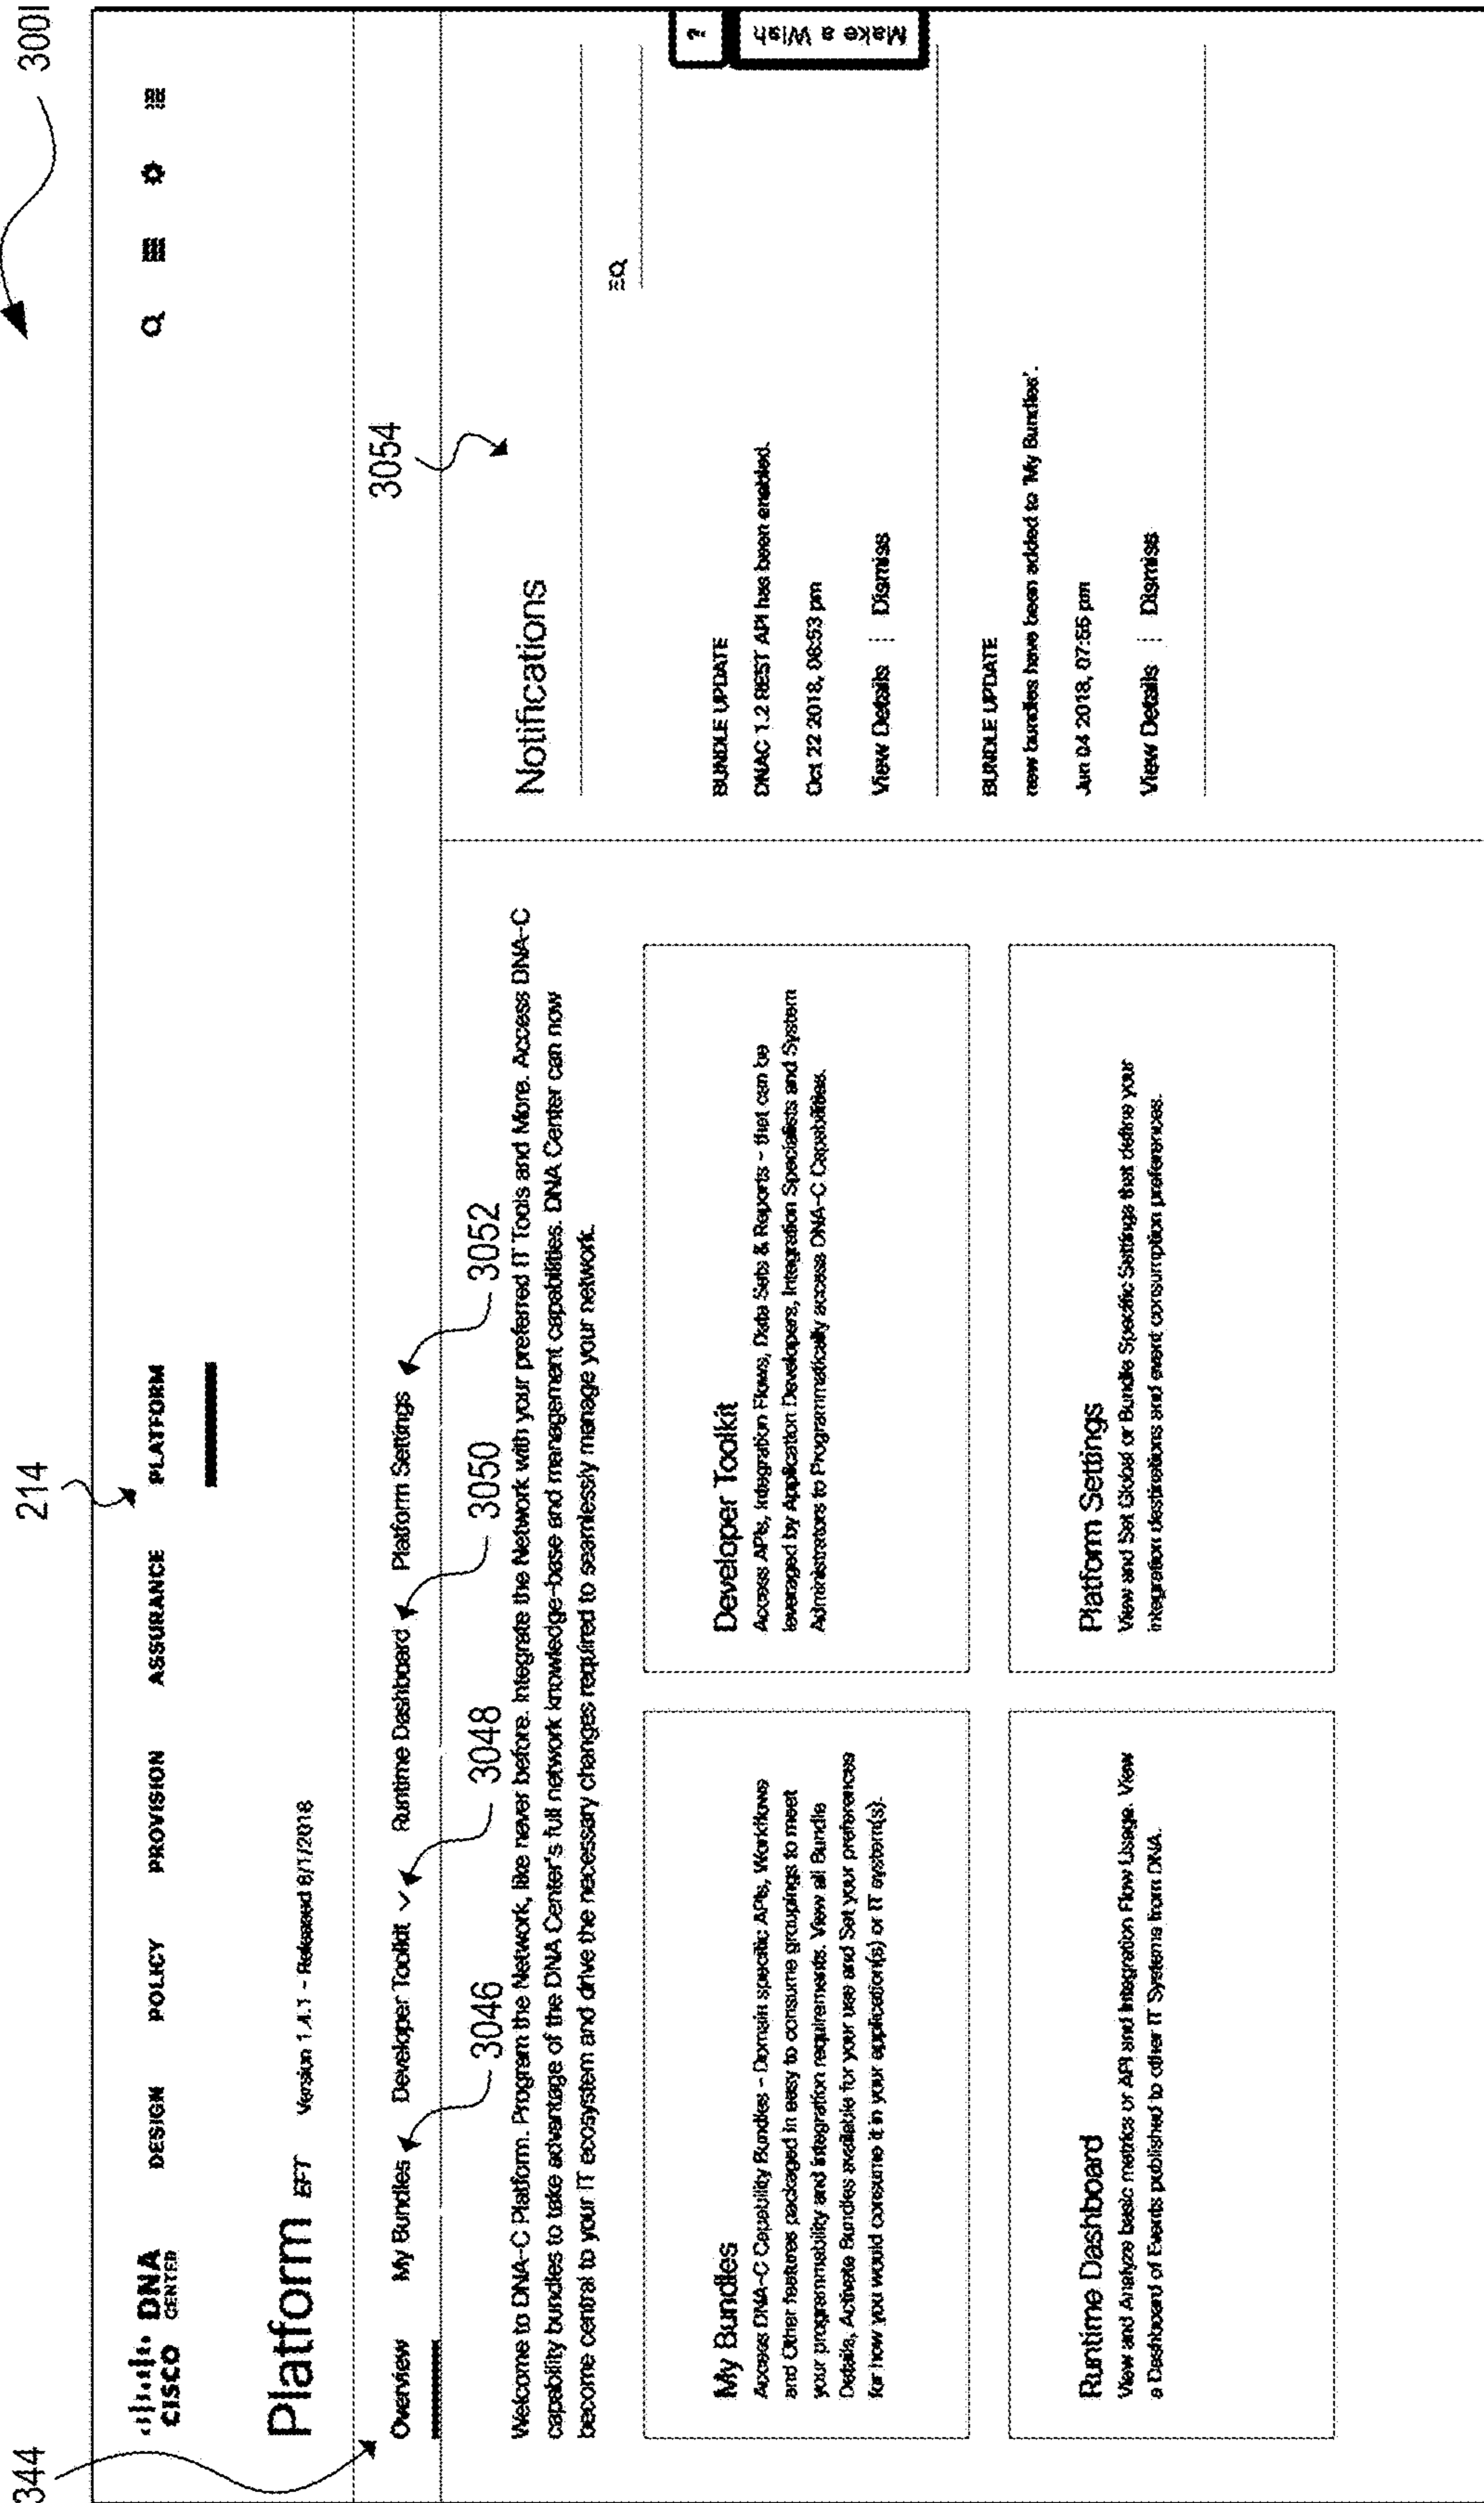 300I
214
CISCO DNA CENTER
DESIGN
POLICY
PROVISION
ASSURANCE
PLATFORM
Platform EFT
Version 1.4.1 - Released 8/1/2018
344
Overview
My Bundles
Developer Toolkit
Runtime Dashboard
Platform Settings
3046
3048
3050
3052
3054
Welcome to DNA-C Platform. Program the Network, like never before. Integrate the Network with your preferred IT Tools and More. Access DNA-C
capability bundles to take advantage of the DNA Center's full network knowledge-base and management capabilities. DNA Center can now
become central to your IT ecosystem and drive the necessary changes required to seamlessly manage your network.
My Bundles
Access DNA-C Capability Bundles - Domain specific APIs, Workflows
and Other features packaged in easy to consume groupings to meet
your programmability and integration requirements. View all Bundle
Details, Activate Bundles available for your use and Set your preferences
for how you would consume it in your application(s) or IT system(s).
Developer Toolkit
Access APIs, Integration Flows, Data Sets & Reports - that can be
leveraged by Application Developers, Integration Specialists and System
Administrators to Programmatically access DNA-C Capabilities.
Runtime Dashboard
View and Analyze basic metrics or API and Integration Flow Usage. View
a Dashboard of Events published to other IT Systems from DNA.
Platform Settings
View and Set Global or Bundle Specific Settings that define your
integration destinations and event consumption preferences.
Notifications
BUNDLE UPDATE
DNAC 1.2 REST API has been enabled.
Oct 22 2018, 06:53 pm
View Details | Dismiss
BUNDLE UPDATE
new bundles have been added to 'My Bundles'.
Jun 04 2018, 07:55 pm
View Details | Dismiss
?
Make a Wish